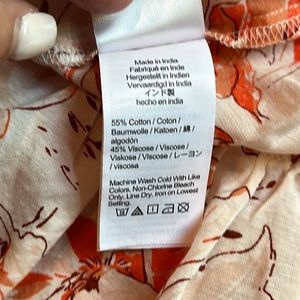 Made in India
Fabriqué en Inde
Hergestellt in Indien
Vervaardigd in India
インド製
hecho en india
55% Cotton / Coton /
Baumwolle / Katoen / 綿 /
algodón
45% Viscose / Viscose /
Viskose / Viscose / レーヨン
/ viscosa
Machine Wash Cold With Like
Colors. Non-Chlorine Bleach
Only. Line Dry. Iron on Lowest
Setting.